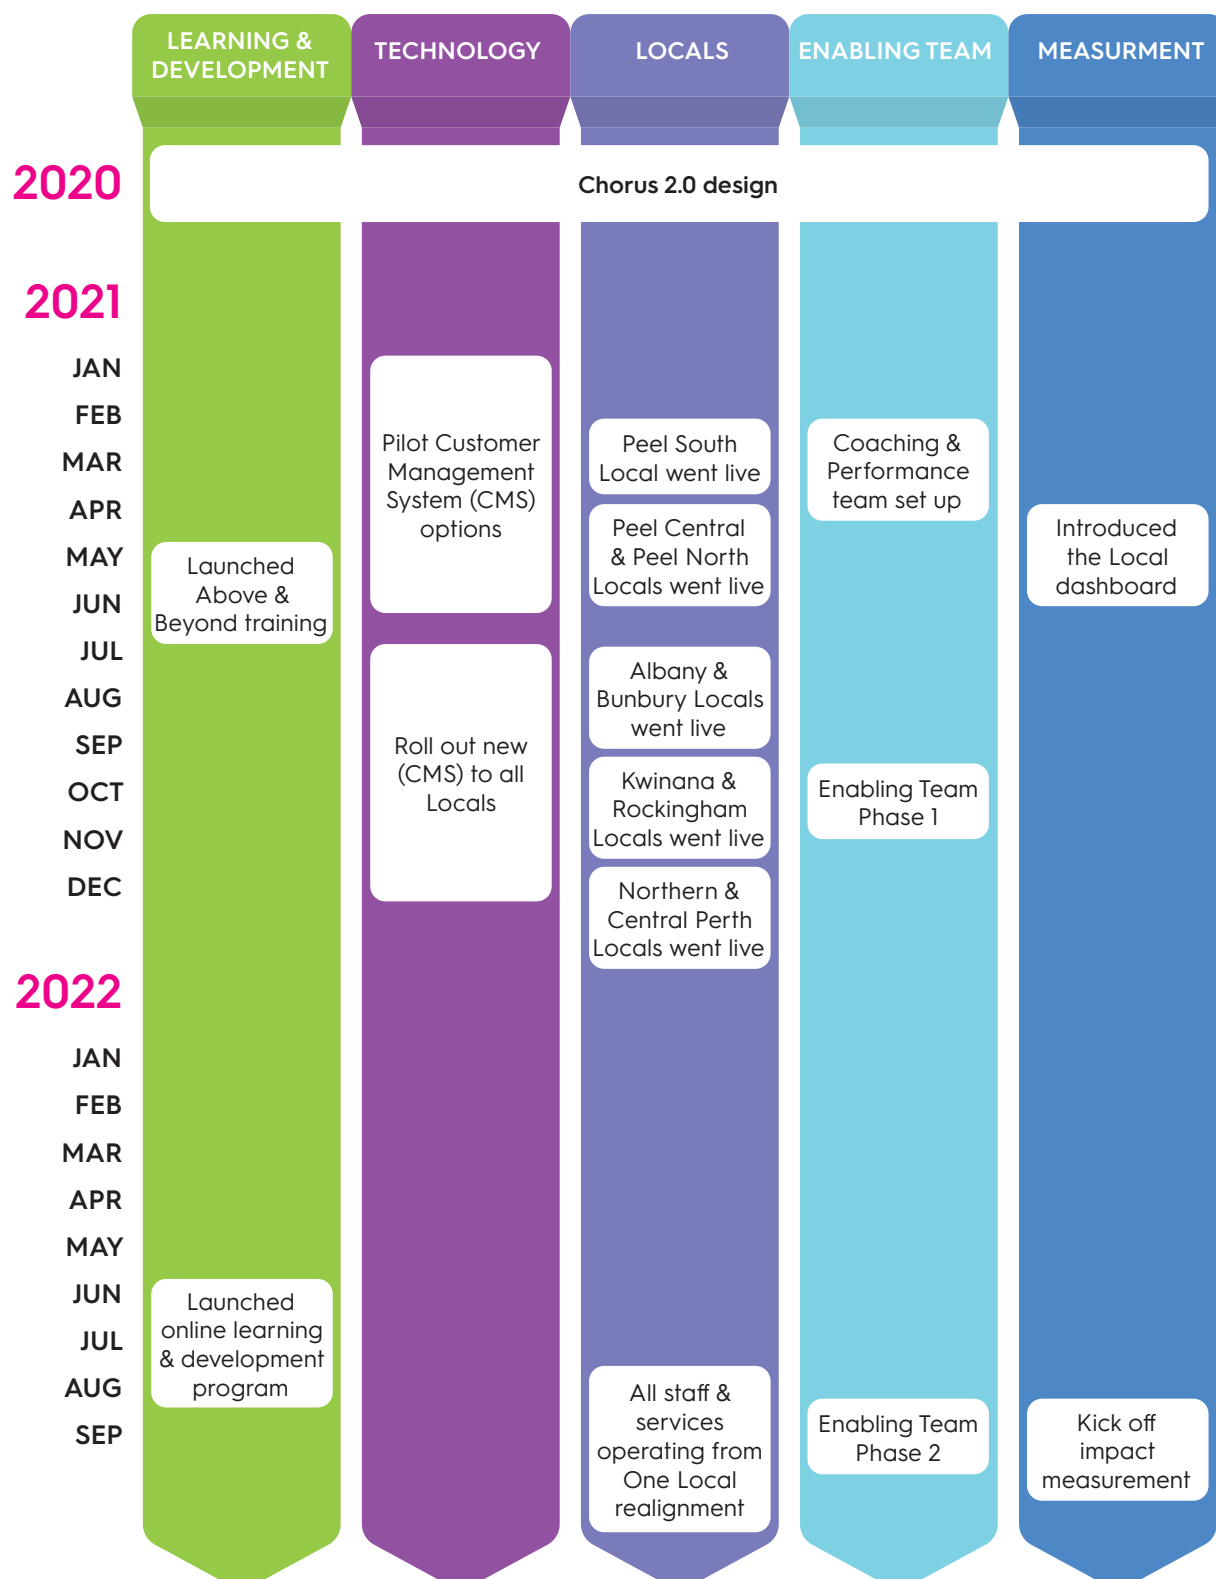 LEARNING &
DEVELOPMENT
TECHNOLOGY
LOCALS
ENABLING TEAM
MEASURMENT
2020
Chorus 2.0 design
2021
JAN
FEB
MAR
APR
MAY
JUN
JUL
AUG
SEP
OCT
NOV
DEC
2022
JAN
FEB
MAR
APR
MAY
JUN
JUL
AUG
SEP
Launched
Above &
Beyond training
Launched
online learning
& development
program
Pilot Customer
Management
System (CMS)
options
Roll out new
(CMS) to all
Locals
Peel South
Local went live
Peel Central
& Peel North
Locals went live
Albany &
Bunbury Locals
went live
Kwinana &
Rockingham
Locals went live
Northern &
Central Perth
Locals went live
All staff &
services
operating from
One Local
realignment
Coaching &
Performance
team set up
Enabling Team
Phase 1
Enabling Team
Phase 2
Introduced
the Local
dashboard
Kick off
impact
measurement